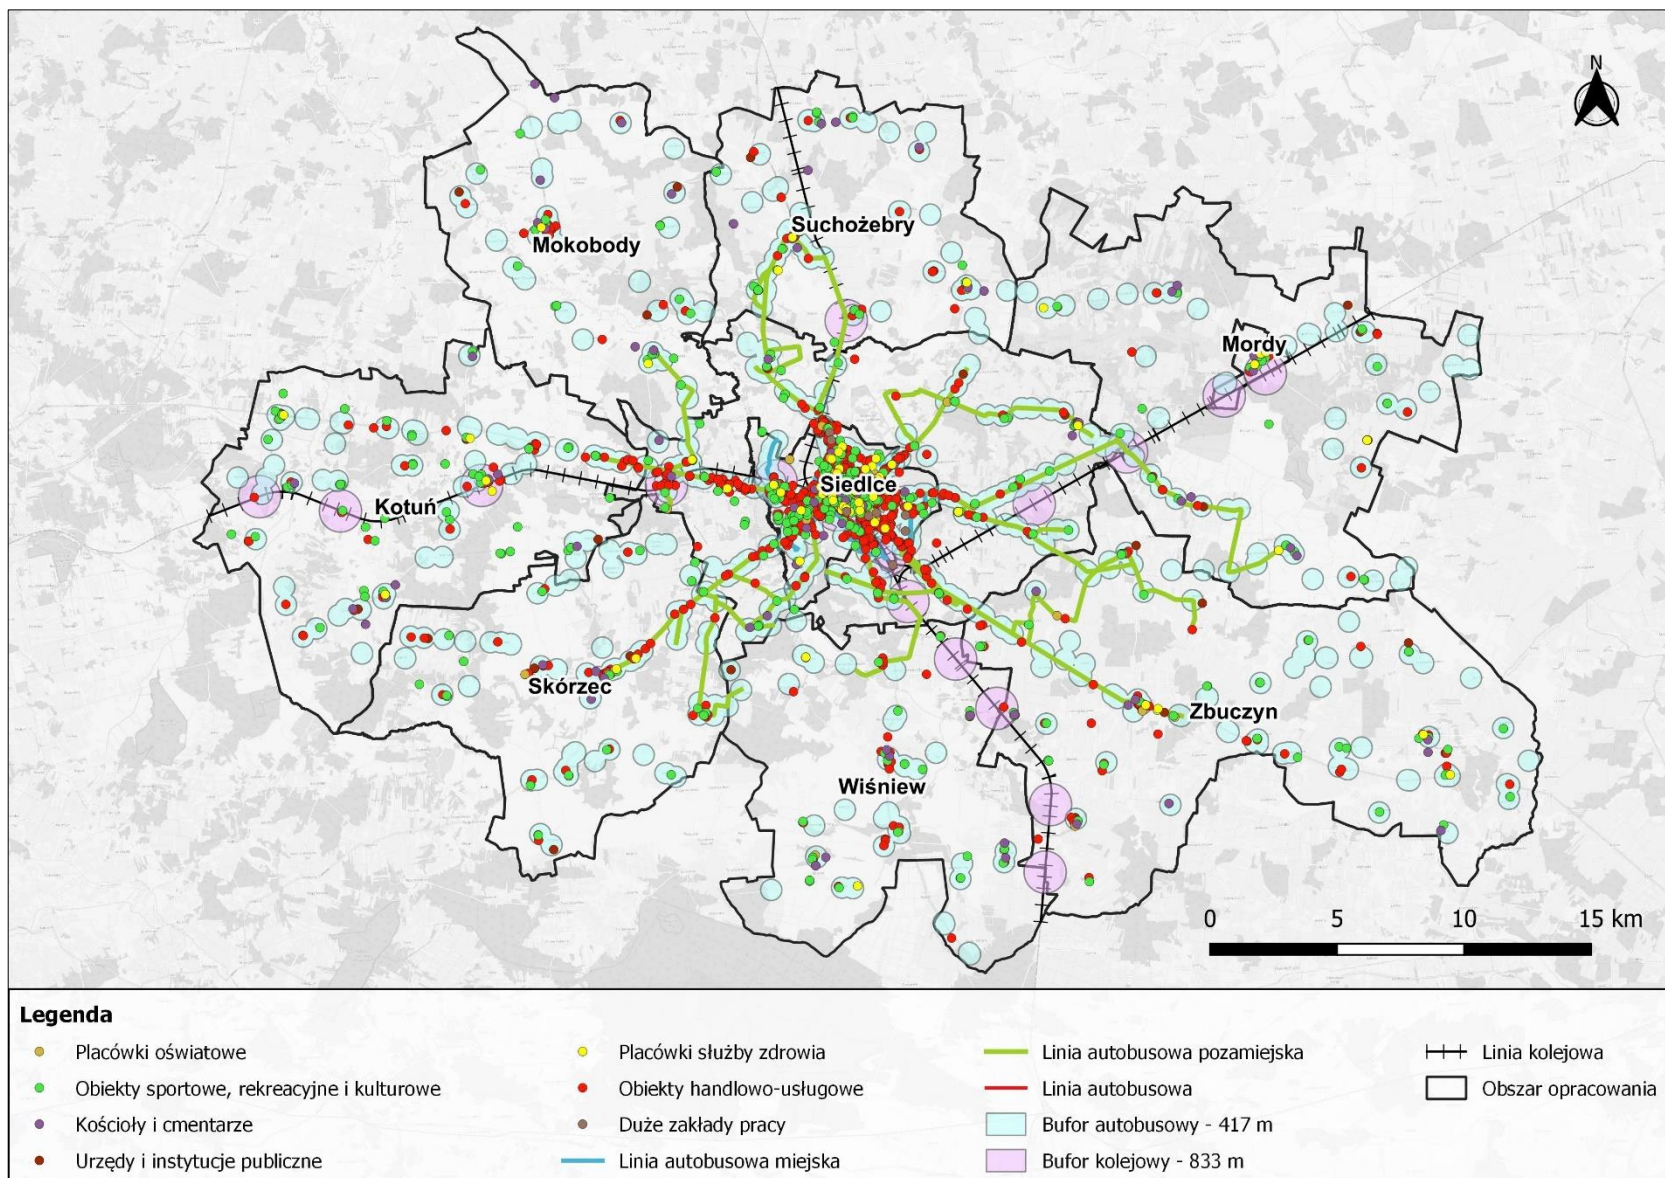 N
Suchożebry
Mokobody
Mordy
Siedlce
Kotuń
Skórzec
Zbuczyn
Wiśniew
0 5 10 15 km
Legenda
Placówki oświatowe
Obiekty sportowe, rekreacyjne i kulturowe
Kościoły i cmentarze
Urzędy i instytucje publiczne
Placówki służby zdrowia
Obiekty handlowo-usługowe
Duże zakłady pracy
Linia autobusowa miejska
Linia autobusowa pozamiejska
Linia autobusowa
Bufor autobusowy - 417 m
Bufor kolejowy - 833 m
Linia kolejowa
Obszar opracowania